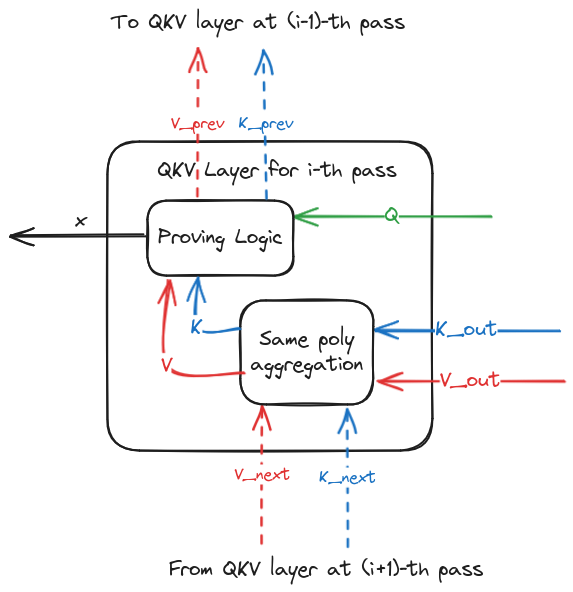 To QKV layer at (i-1)-th pass
V_prev
K_prev
QKV Layer for i-th pass
x
Proving Logic
Q
K
Same poly
aggregation
K_out
V
V_out
V_next
K_next
From QKV layer at (i+1)-th pass